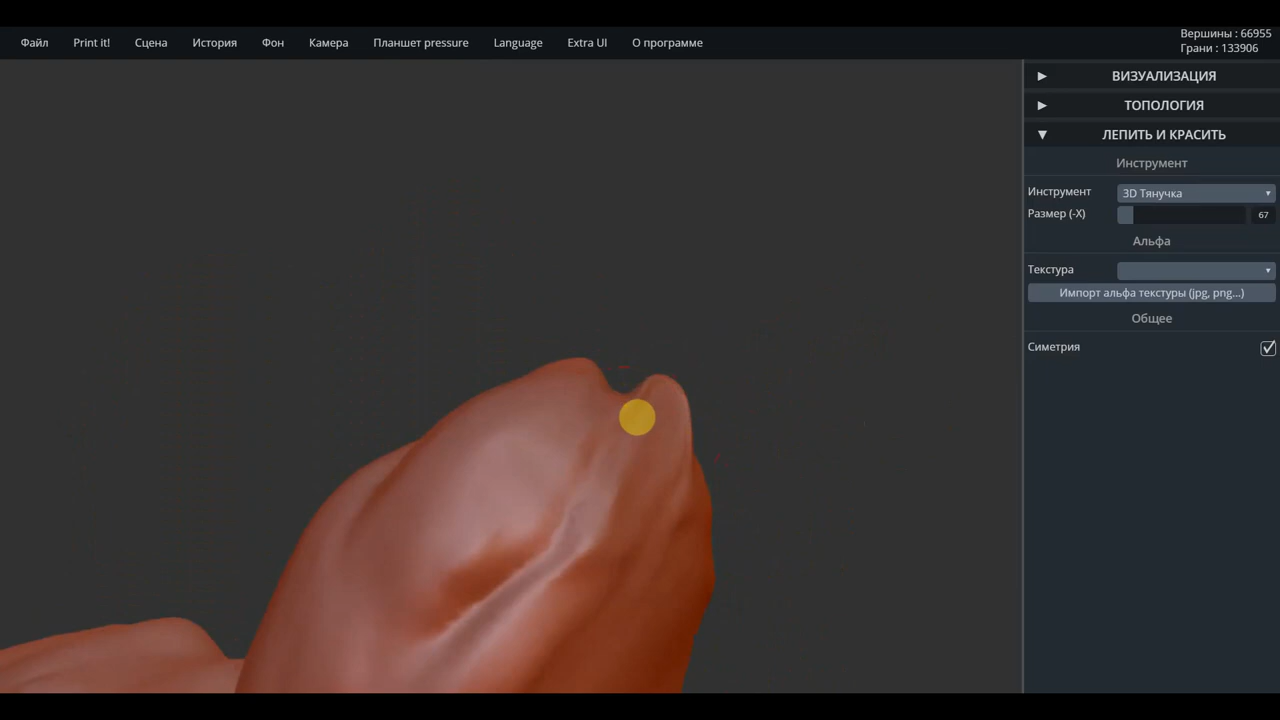 Файл Print it! Сцена История Фон Камера Планшет pressure Language Extra UI О программе
Вершины : 66955
Грани : 133906
ВИЗУАЛИЗАЦИЯ
ТОПОЛОГИЯ
ЛЕПИТЬ И КРАСИТЬ
Инструмент
Инструмент 3D Тянучка
Размер (-X) 67
Альфа
Текстура
Импорт альфа текстуры (jpg, png...)
Общее
Симетрия